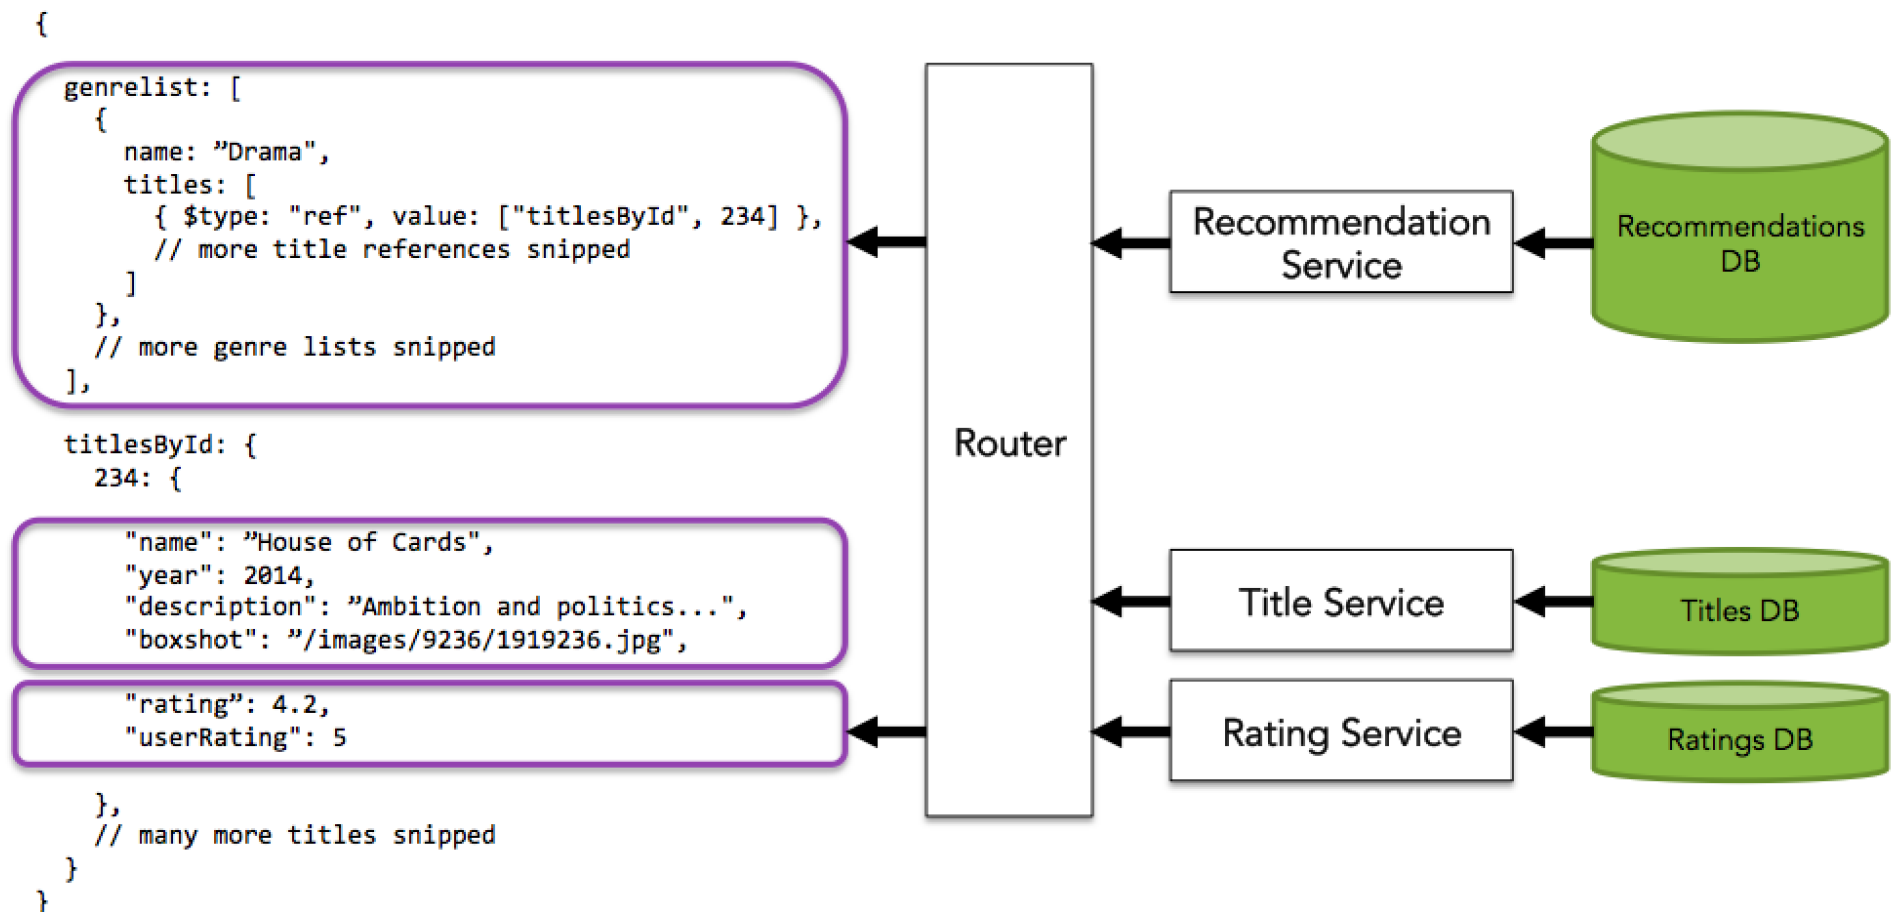 {
genrelist: [
{
name: ”Drama",
titles: [
{ $type: "ref", value: ["titlesById", 234] },
// more title references snipped
]
},
// more genre lists snipped
],
titlesById: {
234: {
"name": ”House of Cards",
"year": 2014,
"description": ”Ambition and politics...",
"boxshot": ”/images/9236/1919236.jpg",
"rating”: 4.2,
"userRating": 5
},
// many more titles snipped
}
}
Router
Recommendation
Service
Recommendations
DB
Title Service
Titles DB
Rating Service
Ratings DB